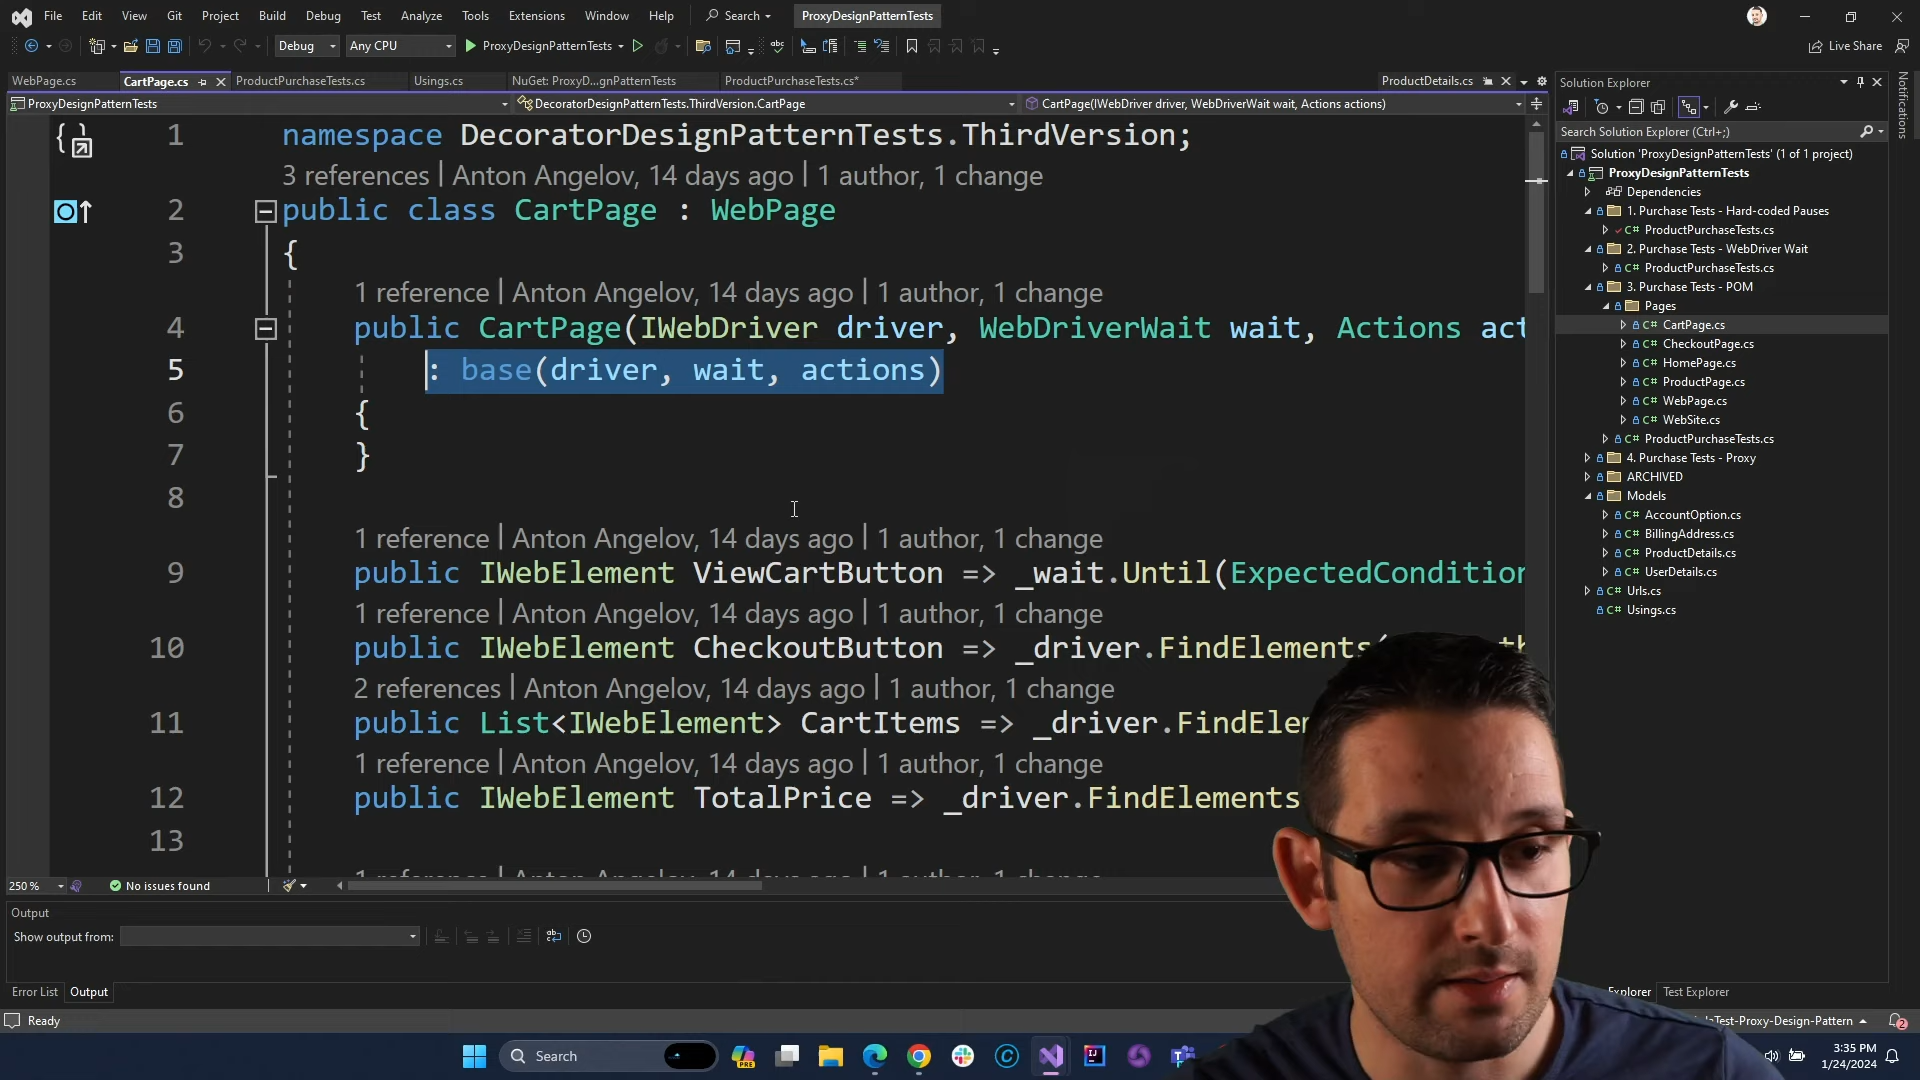 File Edit View Git Project Build Debug Test Analyze Tools Extensions Window Help Search ProxyDesignPatternTests
Debug Any CPU ProxyDesignPatternTests Live Share
WebPage.cs CartPage.cs ProductPurchaseTests.cs Usings.cs NuGet: ProxyD...gnPatternTests ProductPurchaseTests.cs* ProductDetails.cs
ProxyDesignPatternTests DecoratorDesignPatternTests.ThirdVersion.CartPage CartPage(IWebDriver driver, WebDriverWait wait, Actions actions)
1 namespace DecoratorDesignPatternTests.ThirdVersion;
3 references | Anton Angelov, 14 days ago | 1 author, 1 change
2 public class CartPage : WebPage
3 {
1 reference | Anton Angelov, 14 days ago | 1 author, 1 change
4 public CartPage(IWebDriver driver, WebDriverWait wait, Actions act
5 : base(driver, wait, actions)
6 {
7 }
8
1 reference | Anton Angelov, 14 days ago | 1 author, 1 change
9 public IWebElement ViewCartButton => _wait.Until(ExpectedCondition
1 reference | Anton Angelov, 14 days ago | 1 author, 1 change
10 public IWebElement CheckoutButton => _driver.FindElements(
2 references | Anton Angelov, 14 days ago | 1 author, 1 change
11 public List<IWebElement> CartItems => _driver.FindElem
1 reference | Anton Angelov, 14 days ago | 1 author, 1 change
12 public IWebElement TotalPrice => _driver.FindElements
13
250 % No issues found
Output
Show output from:
Error List Output
Ready
Solution Explorer
Search Solution Explorer (Ctrl+;)
Solution 'ProxyDesignPatternTests' (1 of 1 project)
ProxyDesignPatternTests
Dependencies
1. Purchase Tests - Hard-coded Pauses
C# ProductPurchaseTests.cs
2. Purchase Tests - WebDriver Wait
C# ProductPurchaseTests.cs
3. Purchase Tests - POM
Pages
C# CartPage.cs
C# CheckoutPage.cs
C# HomePage.cs
C# ProductPage.cs
C# WebPage.cs
C# WebSite.cs
C# ProductPurchaseTests.cs
4. Purchase Tests - Proxy
ARCHIVED
Models
C# AccountOption.cs
C# BillingAddress.cs
C# ProductDetails.cs
C# UserDetails.cs
C# Urls.cs
C# Usings.cs
Notifications
Explorer Test Explorer
Test-Proxy-Design-Pattern 2
Search PRE
3:35 PM
1/24/2024